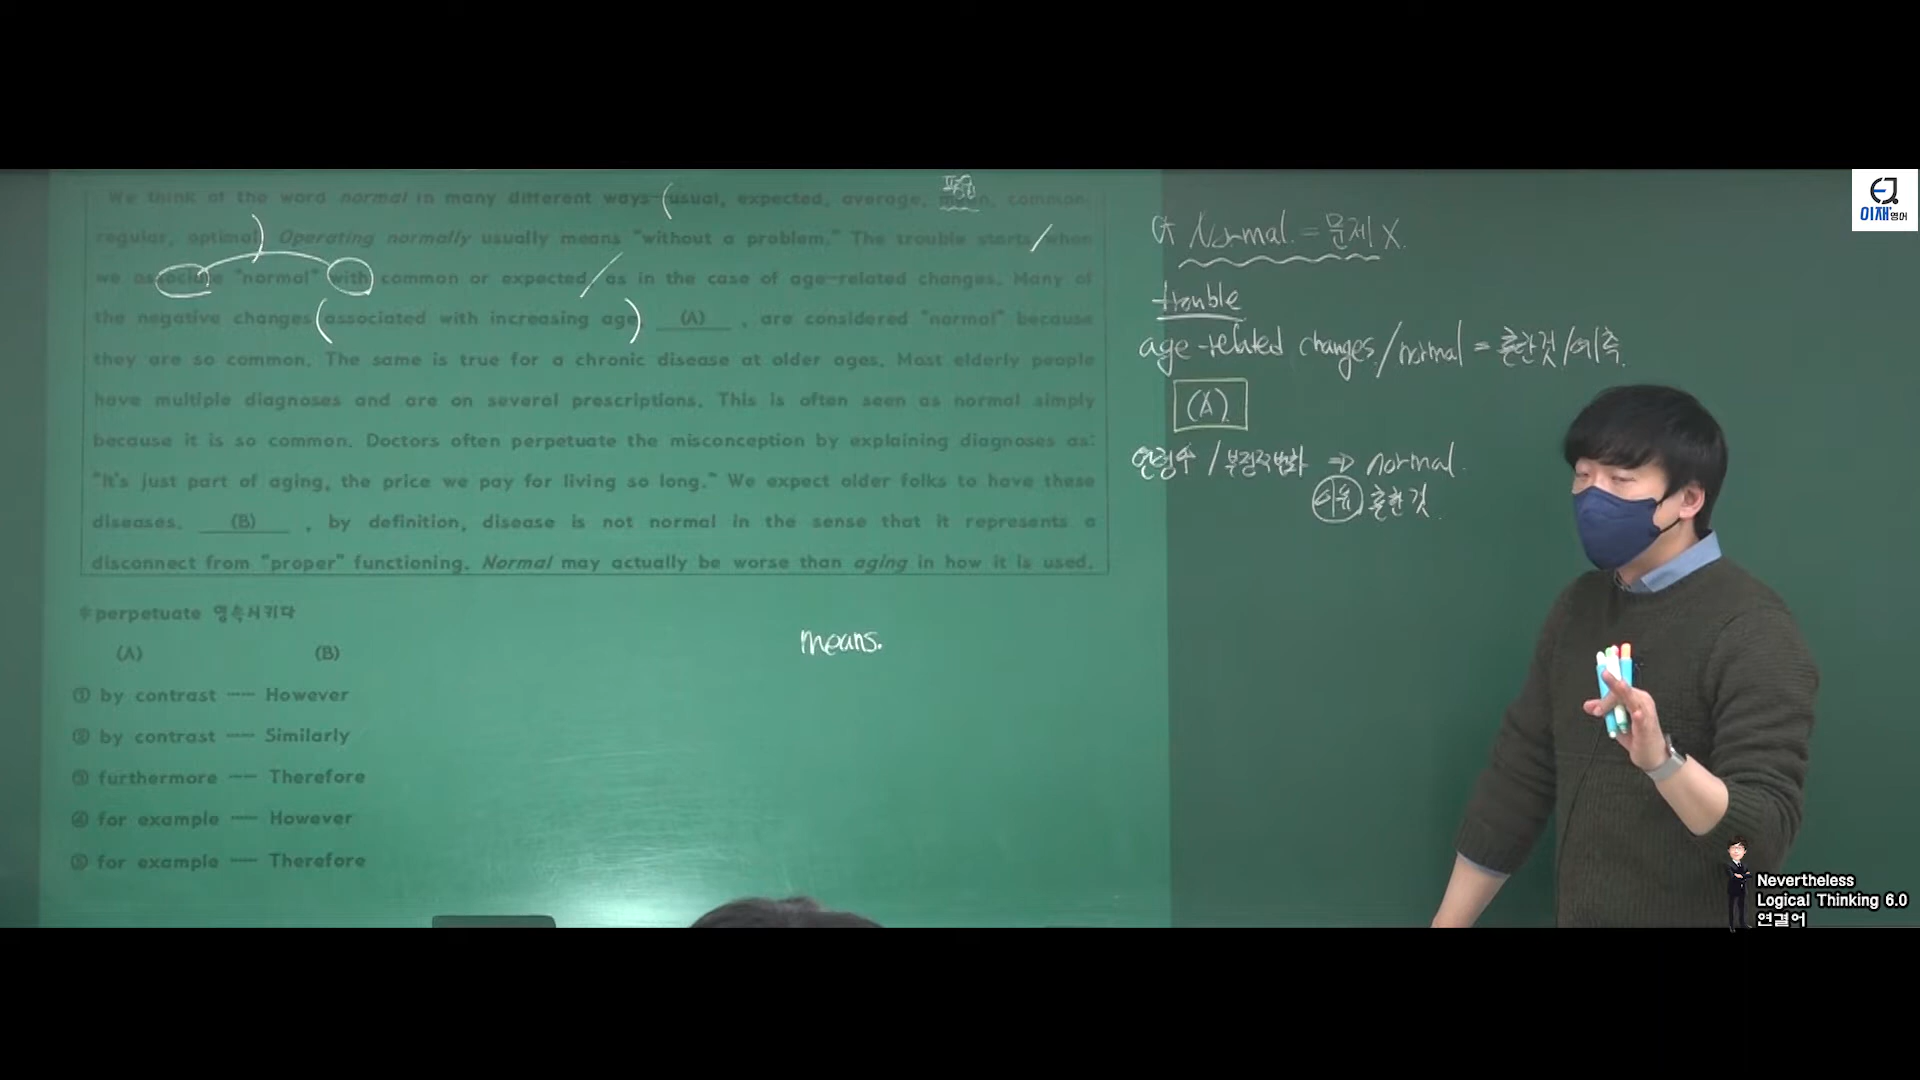 We think of the word normal in many different ways-(usual, expected, average, mean, common,
평균
regular, optimal) Operating normally usually means "without a problem." The trouble starts / when
we associate "normal" with common or expected / as in the case of age-related changes. Many of
the negative changes (associated with increasing age) (A) , are considered "normal" because
they are so common. The same is true for a chronic disease at older ages. Most elderly people
have multiple diagnoses and are on several prescriptions. This is often seen as normal simply
because it is so common. Doctors often perpetuate the misconception by explaining diagnoses as:
"It's just part of aging, the price we pay for living so long." We expect older folks to have these
diseases. (B) , by definition, disease is not normal in the sense that it represents a
disconnect from "proper" functioning. Normal may actually be worse than aging in how it is used.
*perpetuate 영속시키다
means.
(A) (B)
① by contrast ---- However
② by contrast ---- Similarly
③ furthermore ---- Therefore
④ for example ---- However
⑤ for example ---- Therefore
Normal = 문제 X.
trouble
age-related changes / normal = 흔한것 / 예측
(A)
/ 부정적변화 ⇒ normal.
이유 흔한것.
EJ
이재영어
Nevertheless
Logical Thinking 6.0
연결어